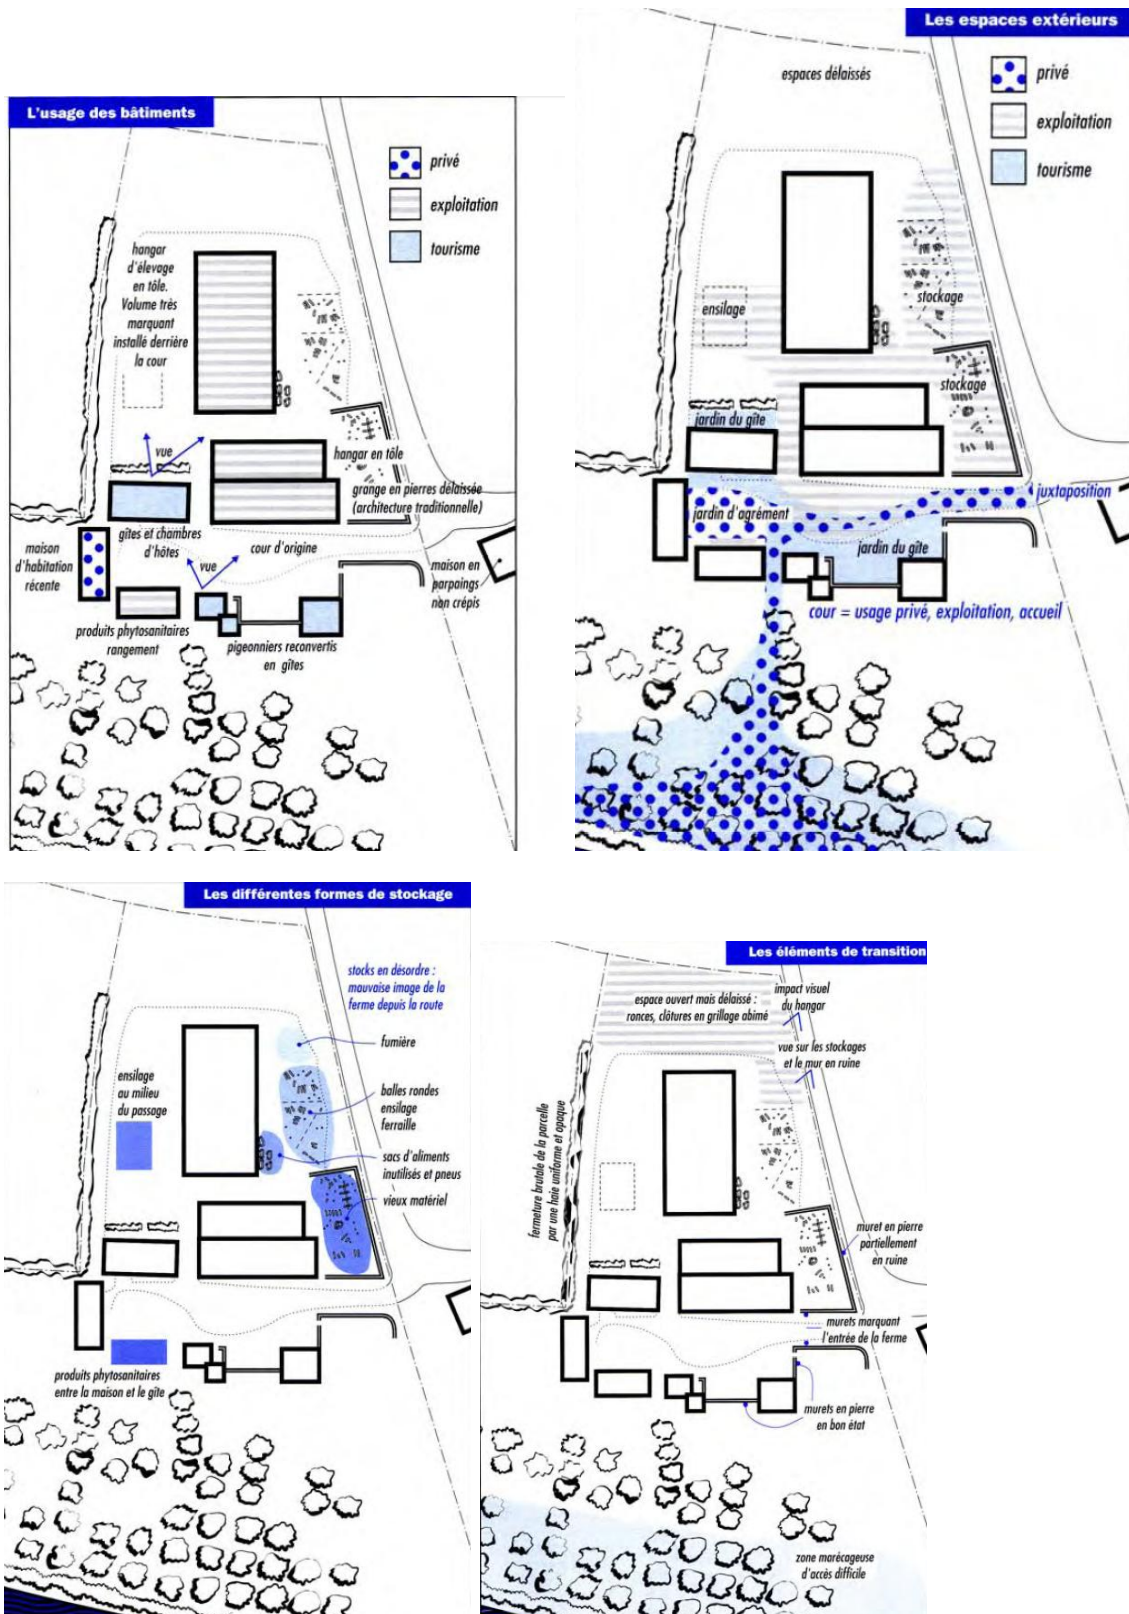 L'usage des bâtiments
privé
exploitation
tourisme
hangar
d'élevage
en tôle.
Volume très
marquant
installé derrière
la cour
vue
hangar en tôle
grange en pierres délaissée
(architecture traditionnelle)
gîtes et chambres
d'hôtes
cour d'origine
maison
d'habitation
récente
vue
maison en
parpaings
non crépis
produits phytosanitaires
rangement
pigeonniers reconvertis
en gîtes
Les espaces extérieurs
espaces délaissés
privé
exploitation
tourisme
ensilage
stockage
stockage
jardin du gîte
juxtaposition
jardin d'agrément
jardin du gîte
cour = usage privé, exploitation, accueil
Les différentes formes de stockage
stocks en désordre :
mauvaise image de la
ferme depuis la route
fumière
ensilage
au milieu
du passage
balles rondes
ensilage
ferraille
sacs d'aliments
inutilisés et pneus
vieux matériel
produits phytosanitaires
entre la maison et le gîte
Les éléments de transition
espace ouvert mais délaissé :
ronces, clôtures en grillage abimé
impact visuel
du hangar
vue sur les stockages
et le mur en ruine
fermeture brutale de la parcelle
par une haie uniforme et opaque
muret en pierre
partiellement
en ruine
murets marquant
l'entrée de la ferme
murets en pierre
en bon état
zone marécageuse
d'accès difficile